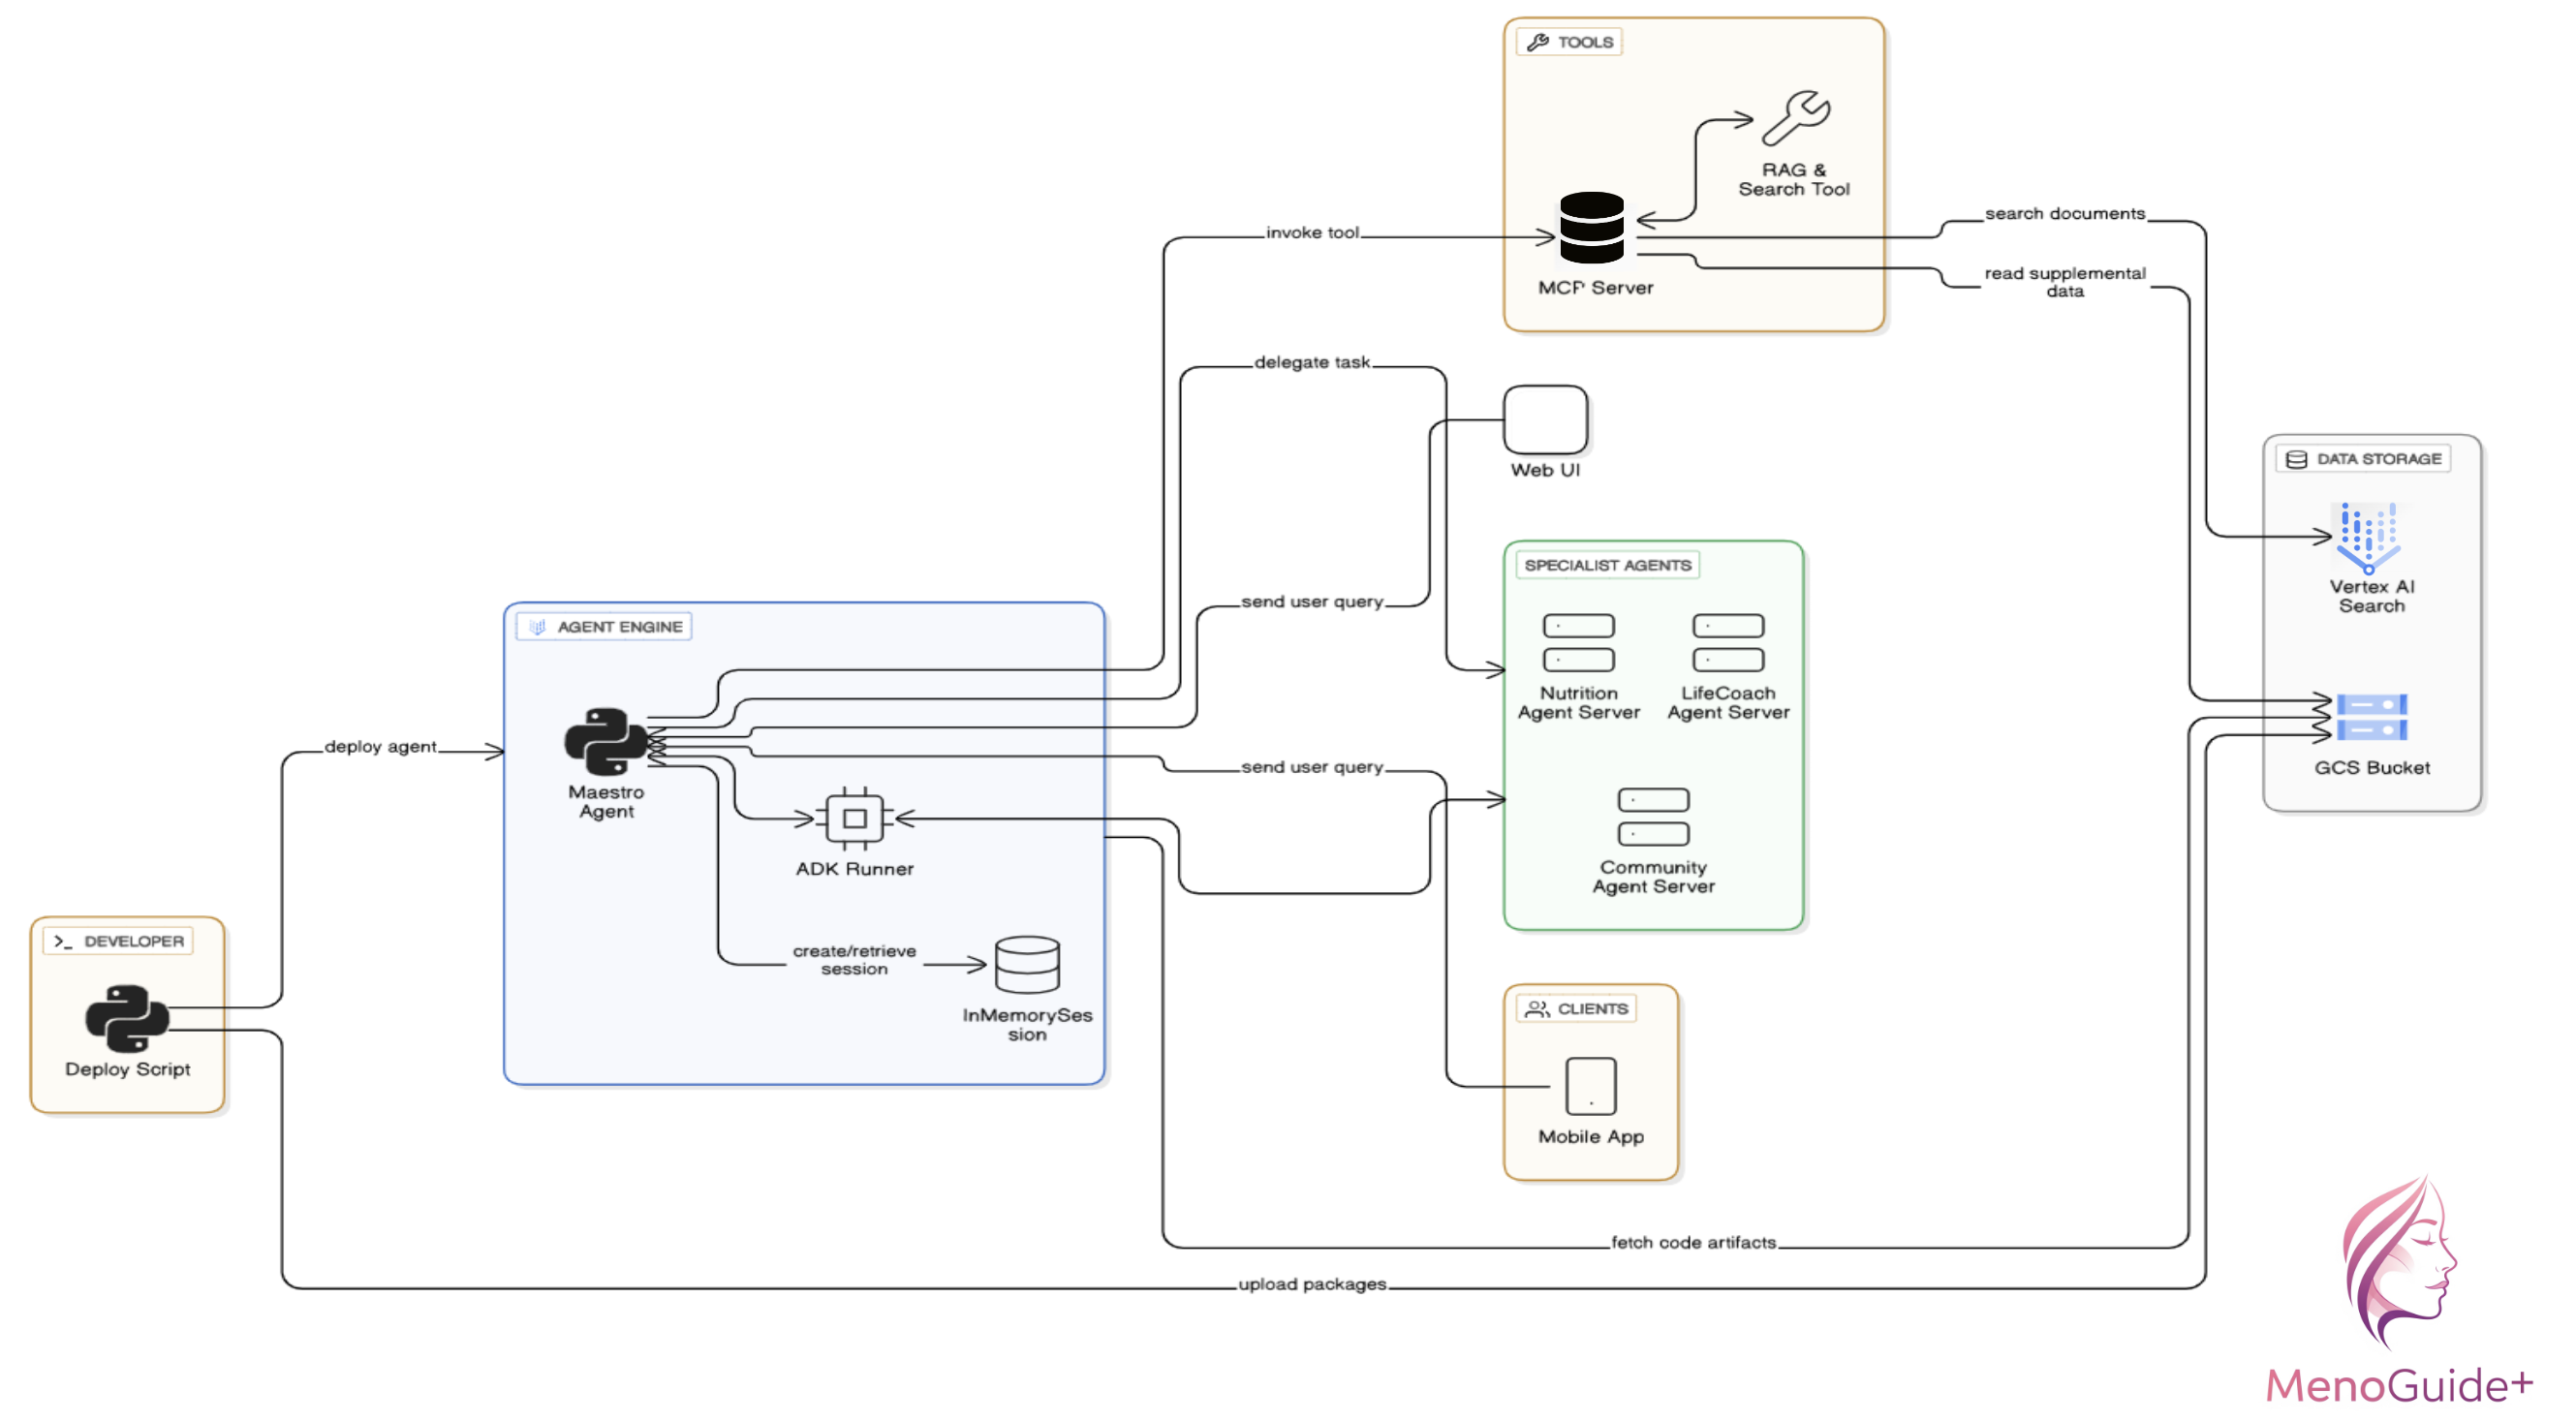 TOOLS
RAG &
Search Tool
MCP Server
invoke tool
search documents
read supplemental
data
delegate task
Web UI
DATA STORAGE
Vertex AI
Search
GCS Bucket
send user query
SPECIALIST AGENTS
Nutrition
Agent Server
LifeCoach
Agent Server
Community
Agent Server
AGENT ENGINE
Maestro
Agent
deploy agent
send user query
ADK Runner
create/retrieve
session
InMemorySes
sion
>_ DEVELOPER
Deploy Script
CLIENTS
Mobile App
fetch code artifacts
upload packages
MenoGuide+